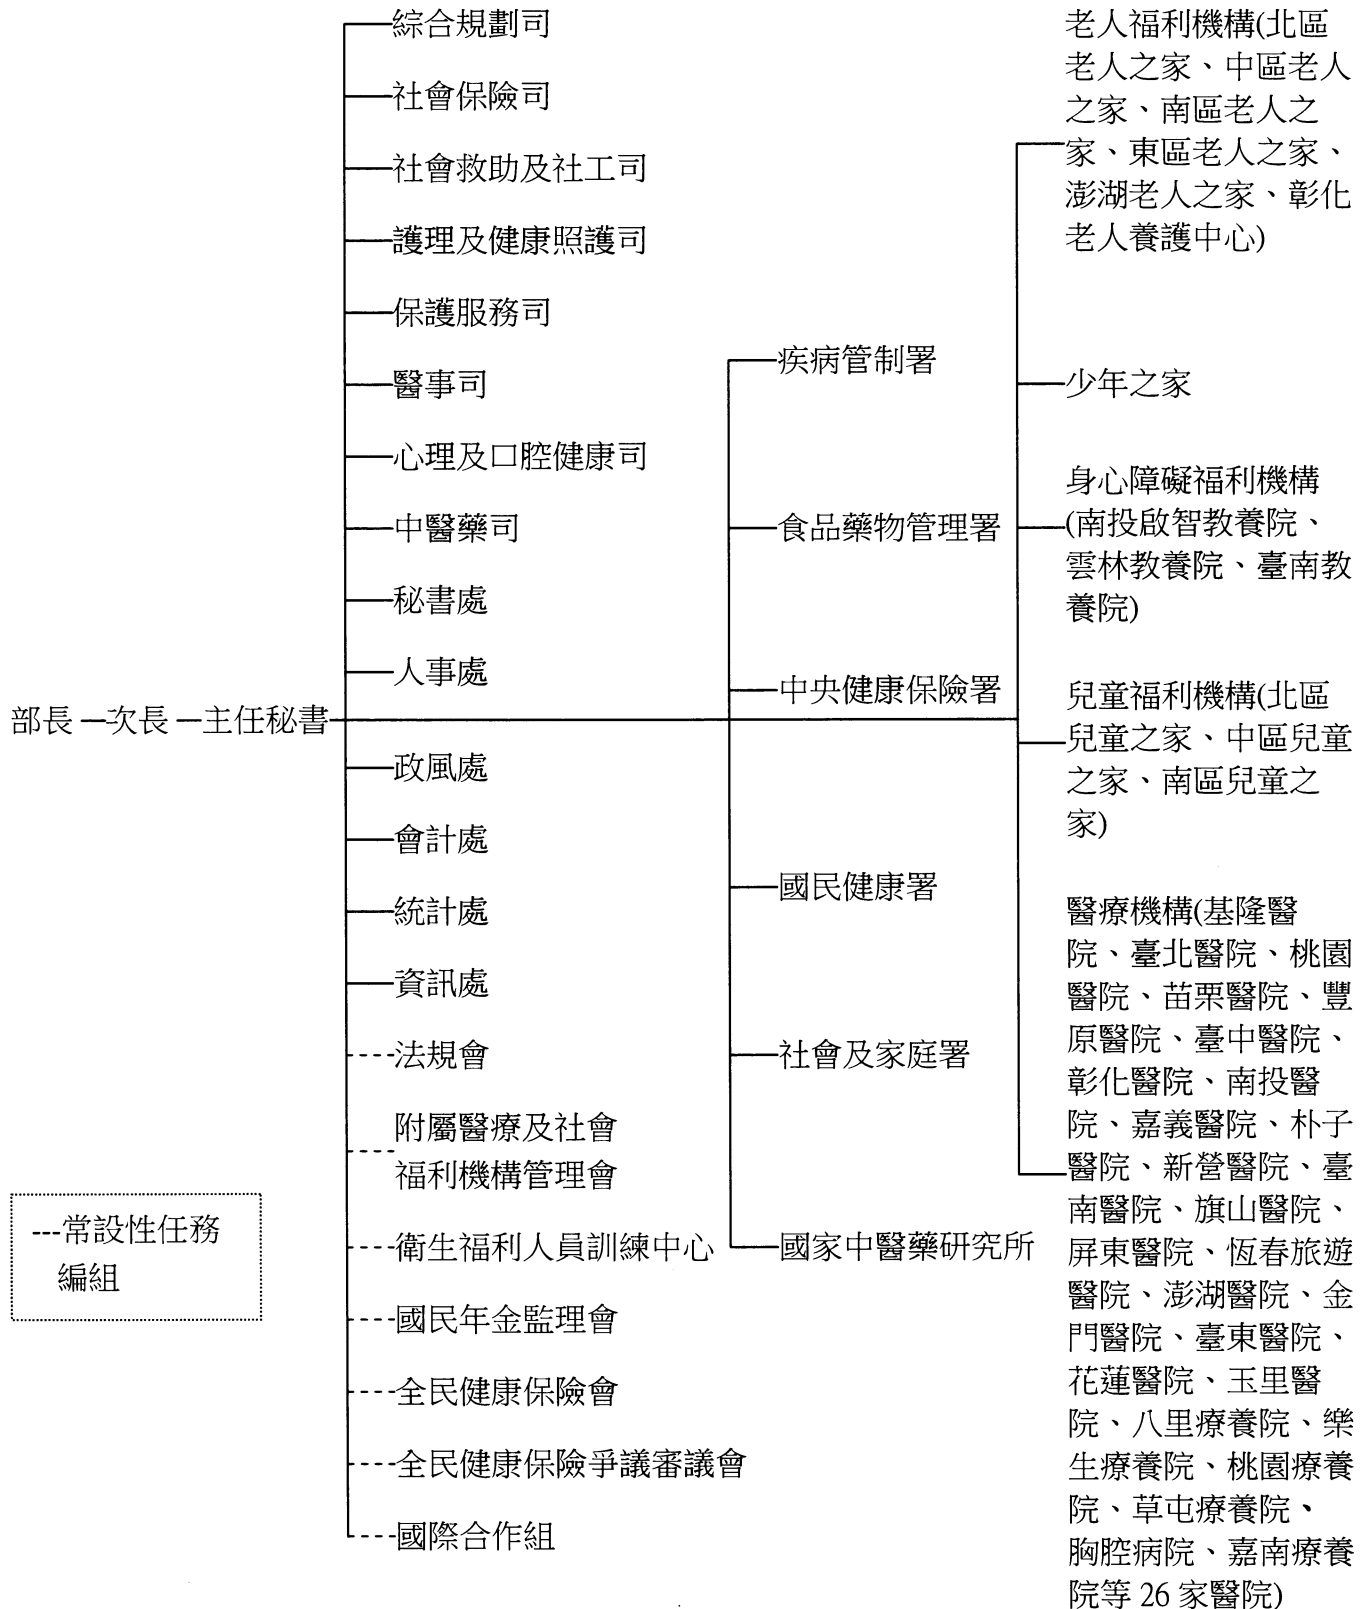 部長－次長－主任秘書
綜合規劃司
社會保險司
社會救助及社工司
護理及健康照護司
保護服務司
醫事司
心理及口腔健康司
中醫藥司
秘書處
人事處
政風處
會計處
統計處
資訊處
法規會
附屬醫療及社會
福利機構管理會
衛生福利人員訓練中心
國民年金監理會
全民健康保險會
全民健康保險爭議審議會
國際合作組
疾病管制署
食品藥物管理署
中央健康保險署
國民健康署
社會及家庭署
國家中醫藥研究所
老人福利機構(北區
老人之家、中區老人
之家、南區老人之
家、東區老人之家、
澎湖老人之家、彰化
老人養護中心)
少年之家
身心障礙福利機構
(南投啟智教養院、
雲林教養院、臺南教
養院)
兒童福利機構(北區
兒童之家、中區兒童
之家、南區兒童之
家)
醫療機構(基隆醫
院、臺北醫院、桃園
醫院、苗栗醫院、豐
原醫院、臺中醫院、
彰化醫院、南投醫
院、嘉義醫院、朴子
醫院、新營醫院、臺
南醫院、旗山醫院、
屏東醫院、恆春旅遊
醫院、澎湖醫院、金
門醫院、臺東醫院、
花蓮醫院、玉里醫
院、八里療養院、樂
生療養院、桃園療養
院、草屯療養院、
胸腔病院、嘉南療養
院等 26 家醫院)
---常設性任務
編組